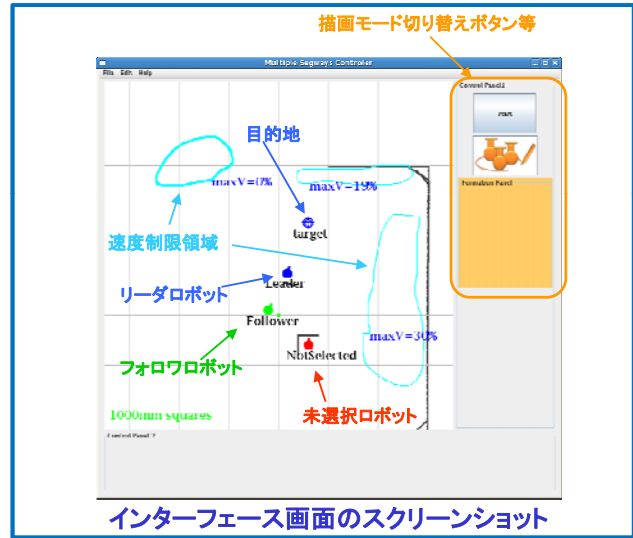 描画モード切り替えボタン等
Multiple Segways Controler
File Edit Help
Control Panel1
目的地
maxV=0%
maxV=19%
Formation Panel
target
速度制限領域
リーダロボット
Leader
Follower
maxV=30%
フォロワロボット
NotSelected
1000mm squares
未選択ロボット
Control Panel 2
インターフェース画面のスクリーンショット